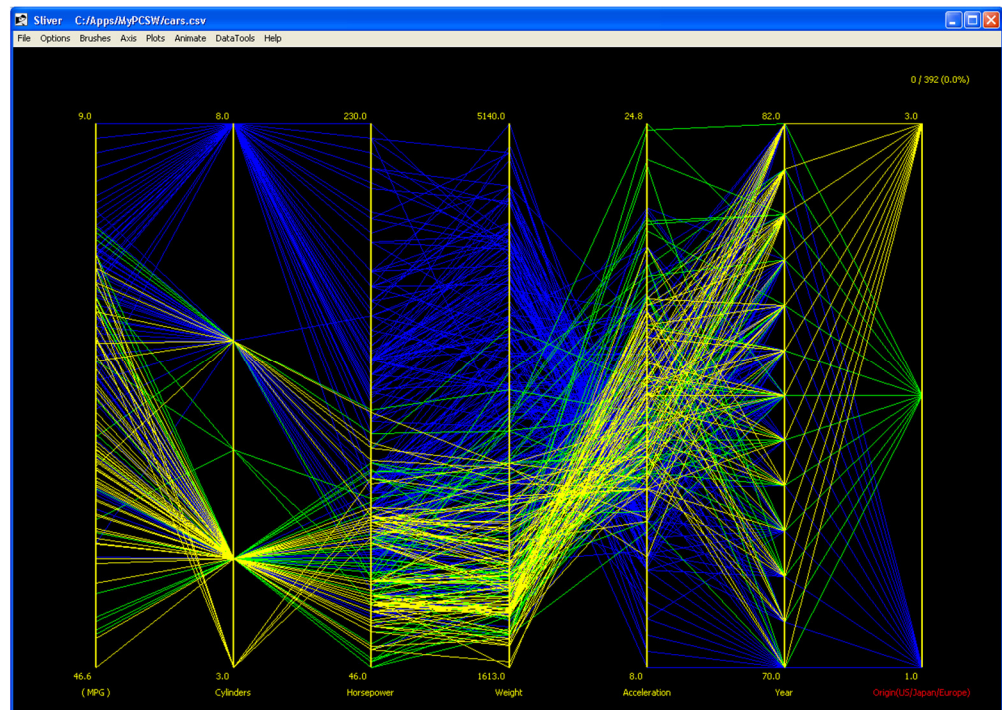 Sliver C:/Apps/MyPCSW/cars.csv
File Options Brushes Axis Plots Animate DataTools Help
0 / 392 (0.0%)
9.0 8.0 230.0 5140.0 24.8 82.0 3.0
46.6 3.0 46.0 1613.0 8.0 70.0 1.0
( MPG ) Cylinders Horsepower Weight Acceleration Year Origin(US/Japan/Europe)